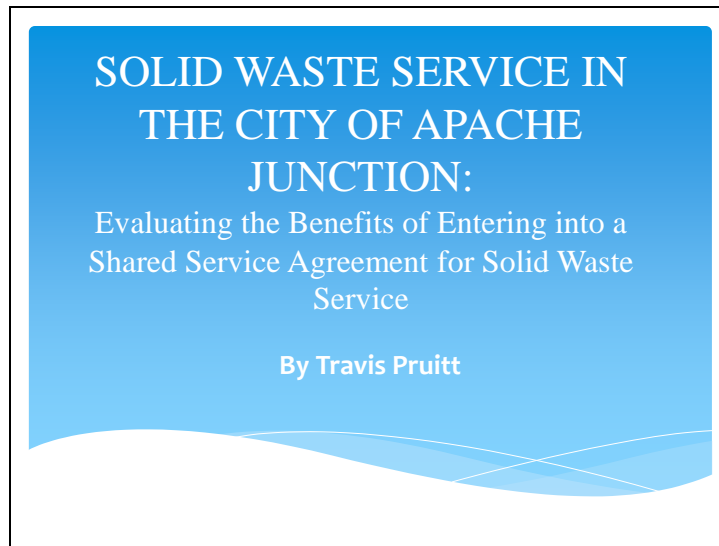 SOLID WASTE SERVICE IN
THE CITY OF APACHE
JUNCTION:
Evaluating the Benefits of Entering into a
Shared Service Agreement for Solid Waste
Service
By Travis Pruitt